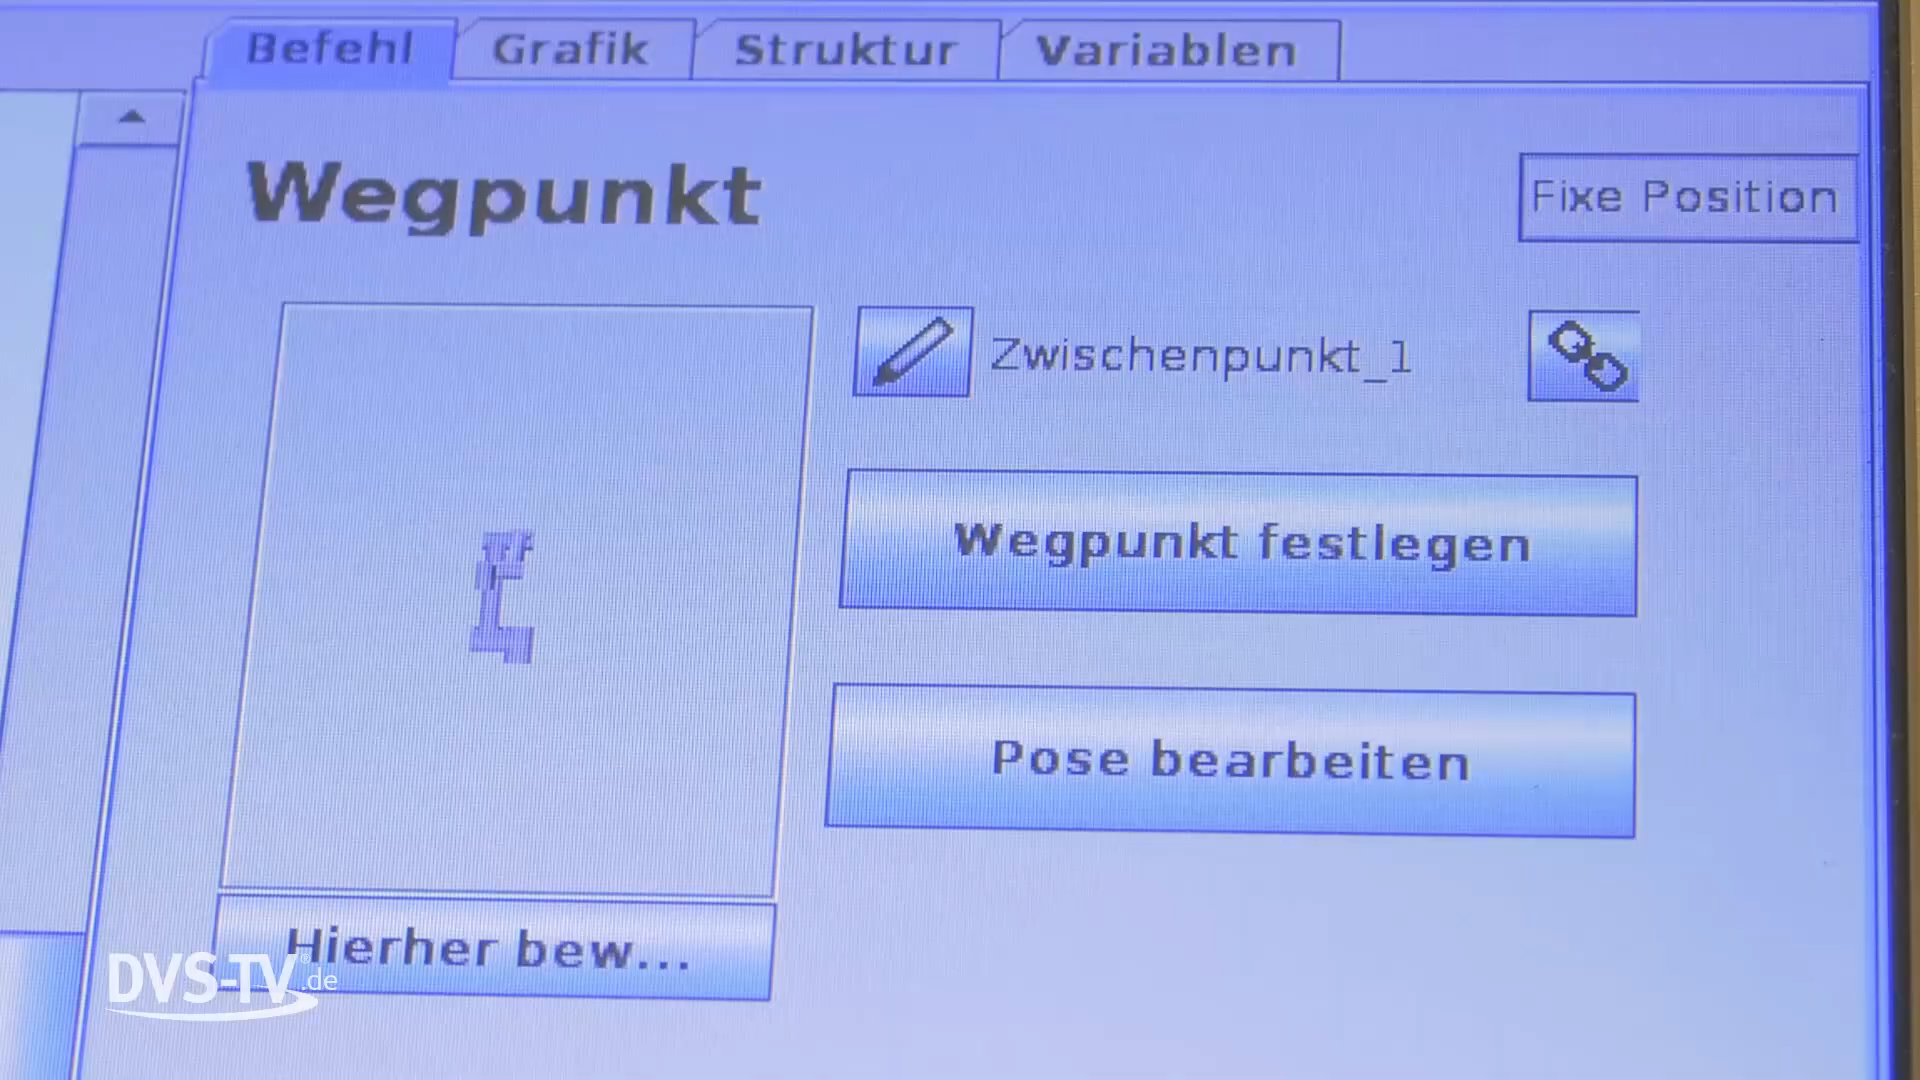 Befehl Grafik Struktur Variablen
Wegpunkt
Fixe Position
Zwischenpunkt_1
Wegpunkt festlegen
Pose bearbeiten
Hierher bew...
DVS-TV.de